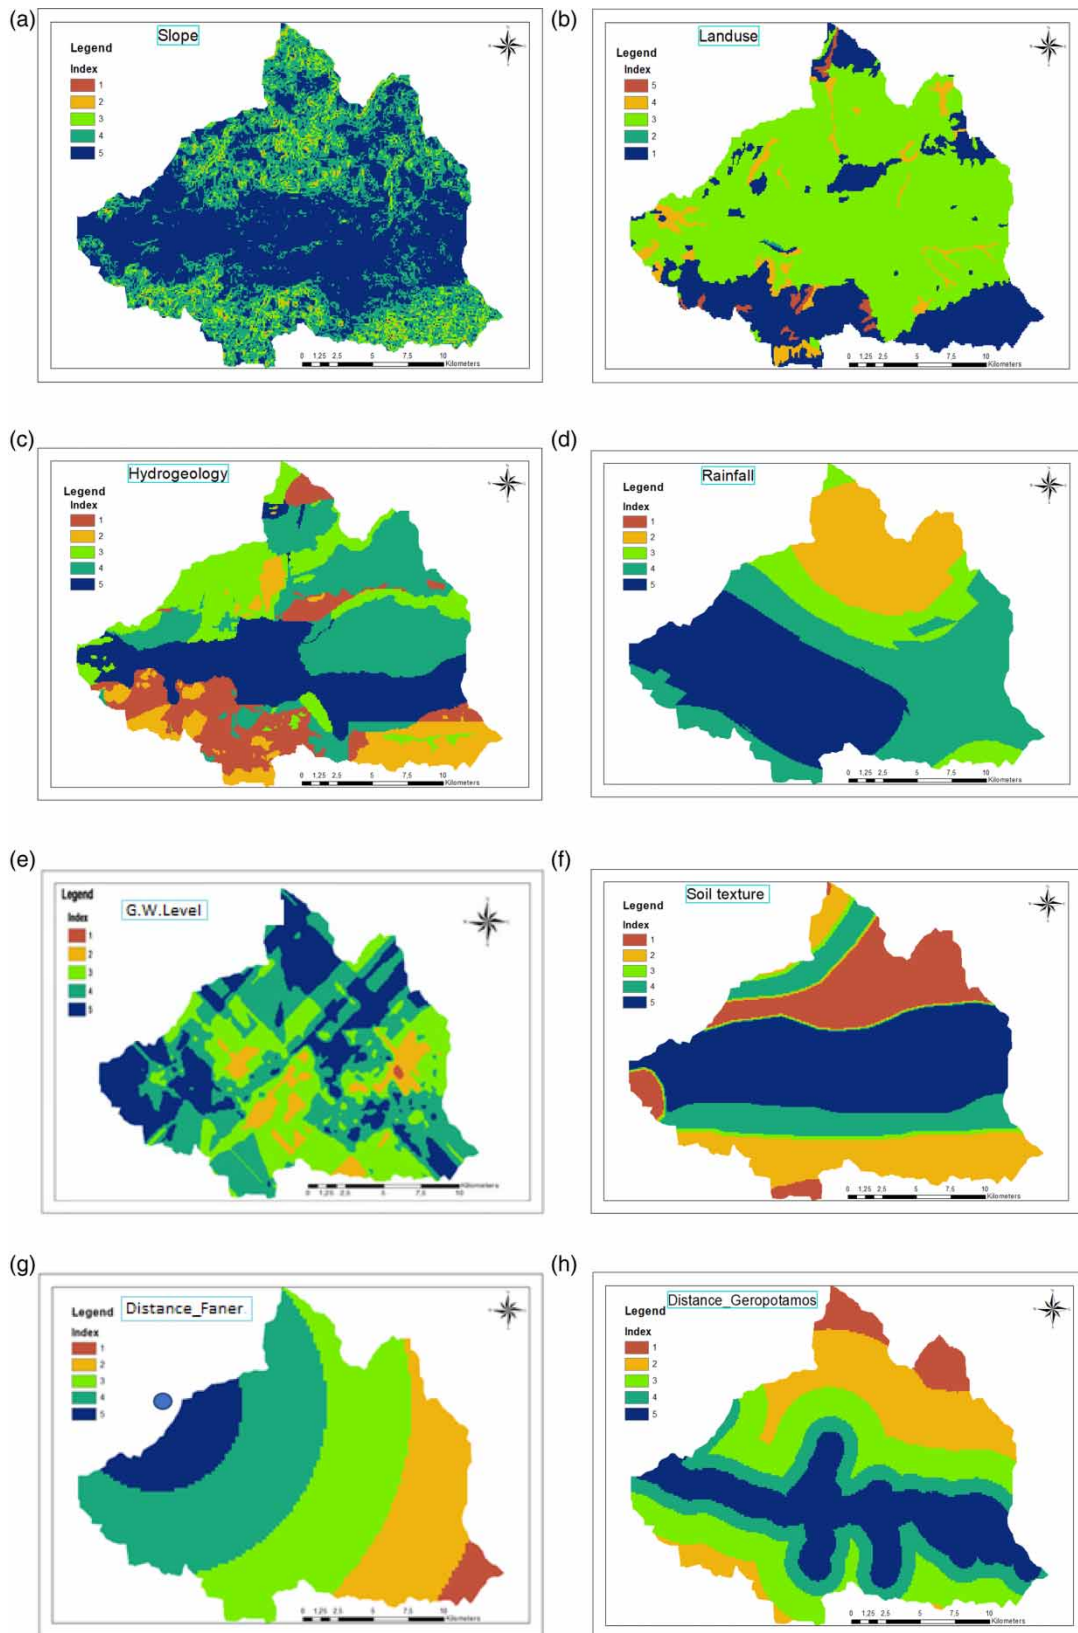 (a)
Slope
Legend
Index
1
2
3
4
5
0 1,25 2,5 5 7,5 10
Kilometers
(b)
Landuse
Legend
Index
5
4
3
2
1
0 1,25 2,5 5 7,5 10
Kilometers
(c)
Hydrogeology
Legend
Index
1
2
3
4
5
0 1,25 2,5 5 7,5 10
Kilometers
(d)
Rainfall
Legend
Index
1
2
3
4
5
0 1,25 2,5 5 7,5 10
Kilometers
(e)
Legend
G.W.Level
Index
1
2
3
4
5
0 1,25 2,5 5 7,5 10
Kilometers
(f)
Soil texture
Legend
Index
1
2
3
4
5
0 1,25 2,5 5 7,5 10
Kilometers
(g)
Legend
Distance_Faner.
Index
1
2
3
4
5
0 1,25 2,5 5 7,5 10
Kilometers
(h)
Distance_Geropotamos
Legend
Index
1
2
3
4
5
0 1,25 2,5 5 7,5 10
Kilometers